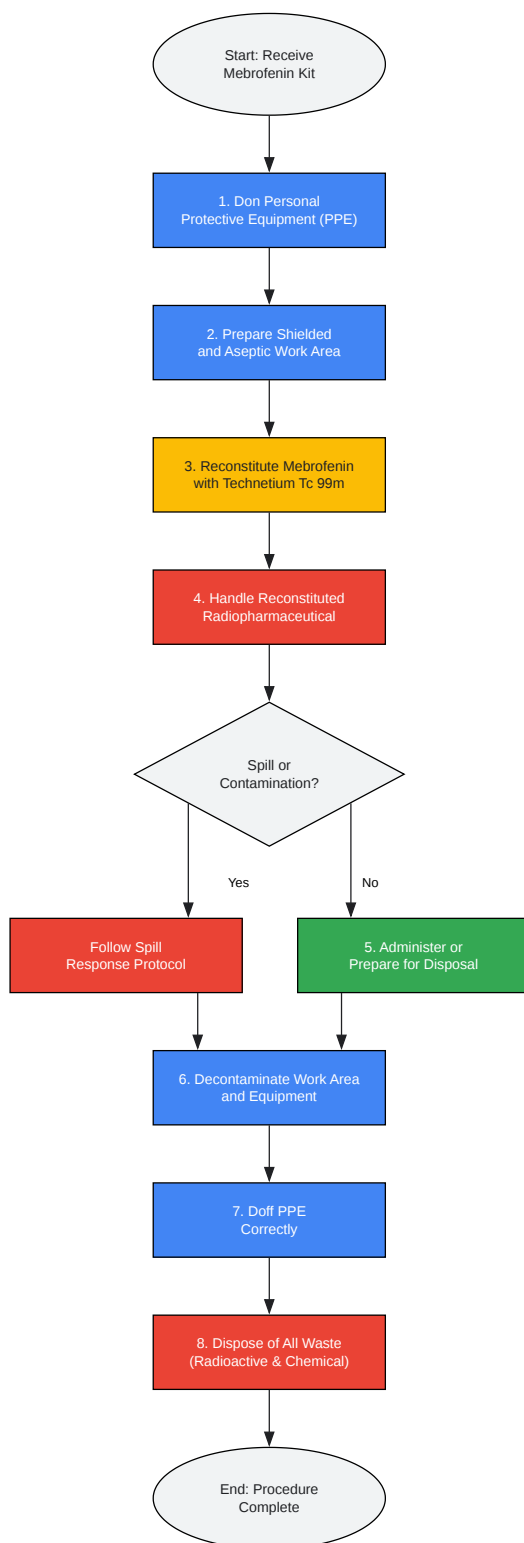 Start: Receive
Mebrofenin Kit
1. Don Personal
Protective Equipment (PPE)
2. Prepare Shielded
and Aseptic Work Area
3. Reconstitute Mebrofenin
with Technetium Tc 99m
4. Handle Reconstituted
Radiopharmaceutical
Spill or
Contamination?
Yes
No
Follow Spill
Response Protocol
5. Administer or
Prepare for Disposal
6. Decontaminate Work Area
and Equipment
7. Doff PPE
Correctly
8. Dispose of All Waste
(Radioactive & Chemical)
End: Procedure
Complete